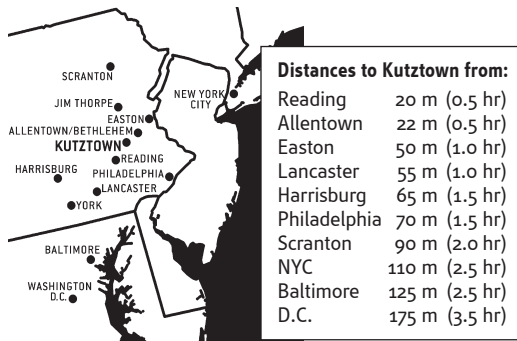 SCRANTON
JIM THORPE
NEW YORK
CITY
EASTON
ALLENTOWN/BETHLEHEM
KUTZTOWN
READING
HARRISBURG
PHILADELPHIA
LANCASTER
YORK
BALTIMORE
WASHINGTON
D.C.
Distances to Kutztown from:
Reading 20 m (0.5 hr)
Allentown 22 m (0.5 hr)
Easton 50 m (1.0 hr)
Lancaster 55 m (1.0 hr)
Harrisburg 65 m (1.5 hr)
Philadelphia 70 m (1.5 hr)
Scranton 90 m (2.0 hr)
NYC 110 m (2.5 hr)
Baltimore 125 m (2.5 hr)
D.C. 175 m (3.5 hr)